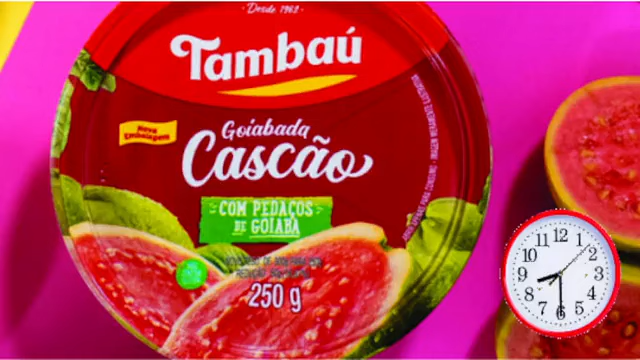 Desde 1962
Tambaú
Nova
Embalagem
Goiabada
Cascão
COM PEDAÇOS
DE GOIABA
250 g
12
11 1
10 2
9 3
8 4
7 5
6